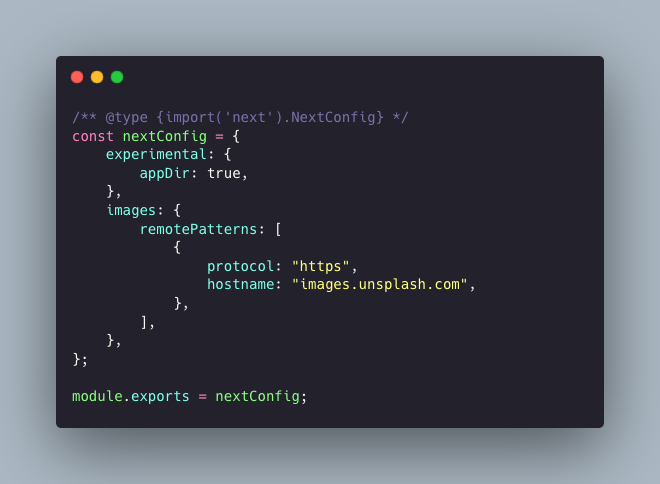 /** @type {import('next').NextConfig} */
const nextConfig = {
    experimental: {
        appDir: true,
    },
    images: {
        remotePatterns: [
            {
                protocol: "https",
                hostname: "images.unsplash.com",
            },
        ],
    },
};

module.exports = nextConfig;